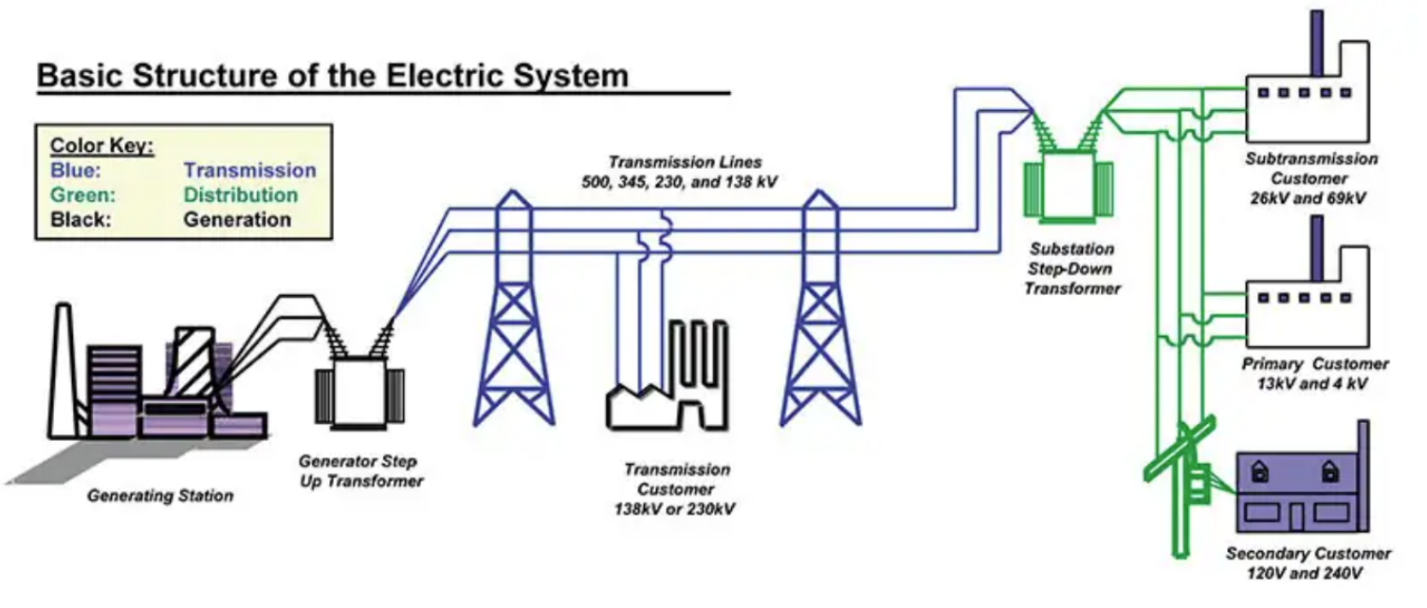 Basic Structure of the Electric System
Color Key:
Blue: Transmission
Green: Distribution
Black: Generation
Transmission Lines
500, 345, 230, and 138 kV
Subtransmission
Customer
26kV and 69kV
Substation
Step-Down
Transformer
Primary Customer
13kV and 4 kV
Generator Step
Up Transformer
Generating Station
Transmission
Customer
138kV or 230kV
Secondary Customer
120V and 240V